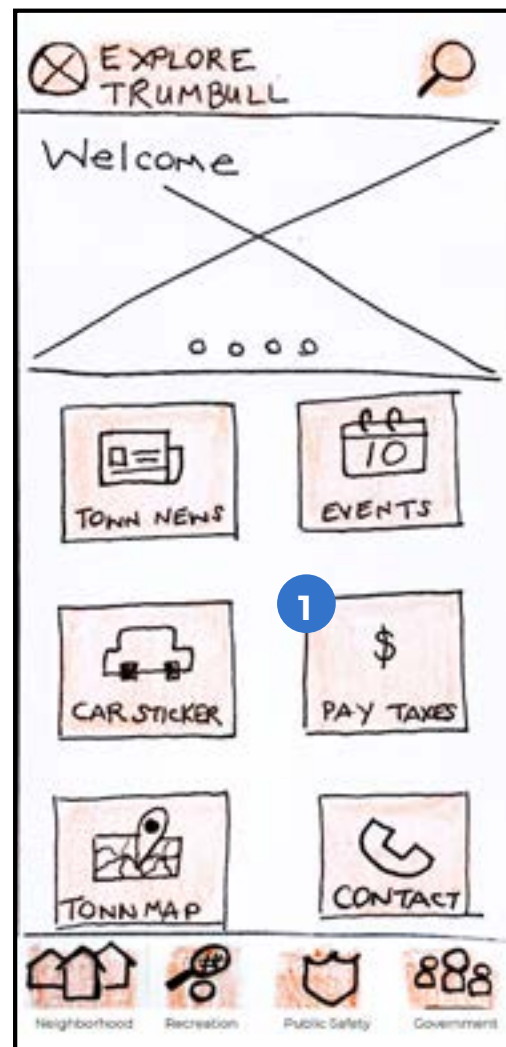 EXPLORE
TRUMBULL
Welcome
TOWN NEWS
10
EVENTS
1
CAR STICKER
$
PAY TAXES
TOWN MAP
CONTACT
Neighborhood
Recreation
Public Safety
Government